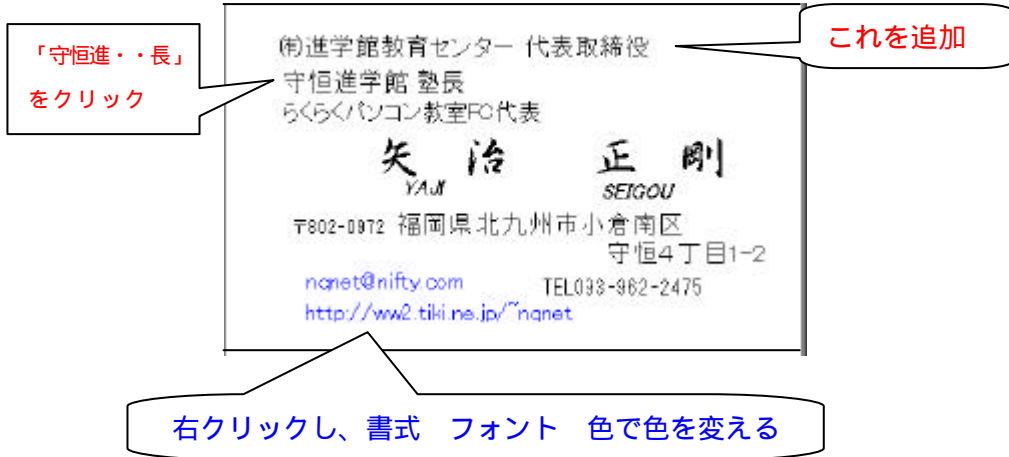 「守恒進・・長」
をクリック
これを追加
㈲進学館教育センター 代表取締役
守恒進学館 塾長
らくらくパソコン教室FC代表
矢 治 正 剛
YAJI SEIGOU
〒802-0972 福岡県北九州市小倉南区
守恒4丁目1-2
nqnet@nifty.com TEL093-962-2475
http://ww2.tiki.ne.jp/~nqnet
右クリックし、書式 フォント 色で色を変える